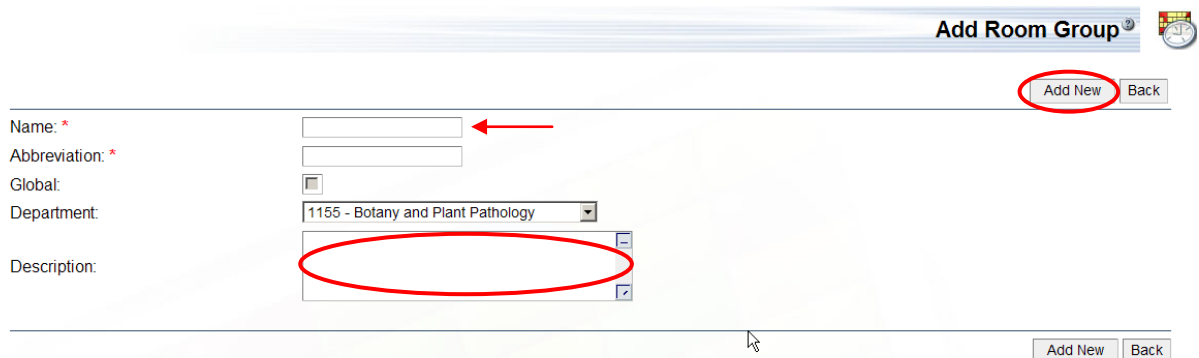 Add Room Group
Add New Back
Name: *
Abbreviation: *
Global:
Department: 1155 - Botany and Plant Pathology
Description:
Add New Back